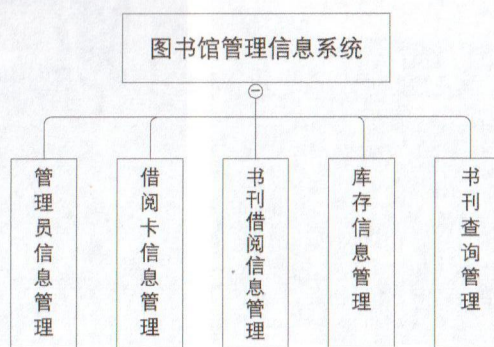 图书馆管理信息系统
管理员信息管理
借阅卡信息管理
书刊借阅信息管理
库存信息管理
书刊查询管理